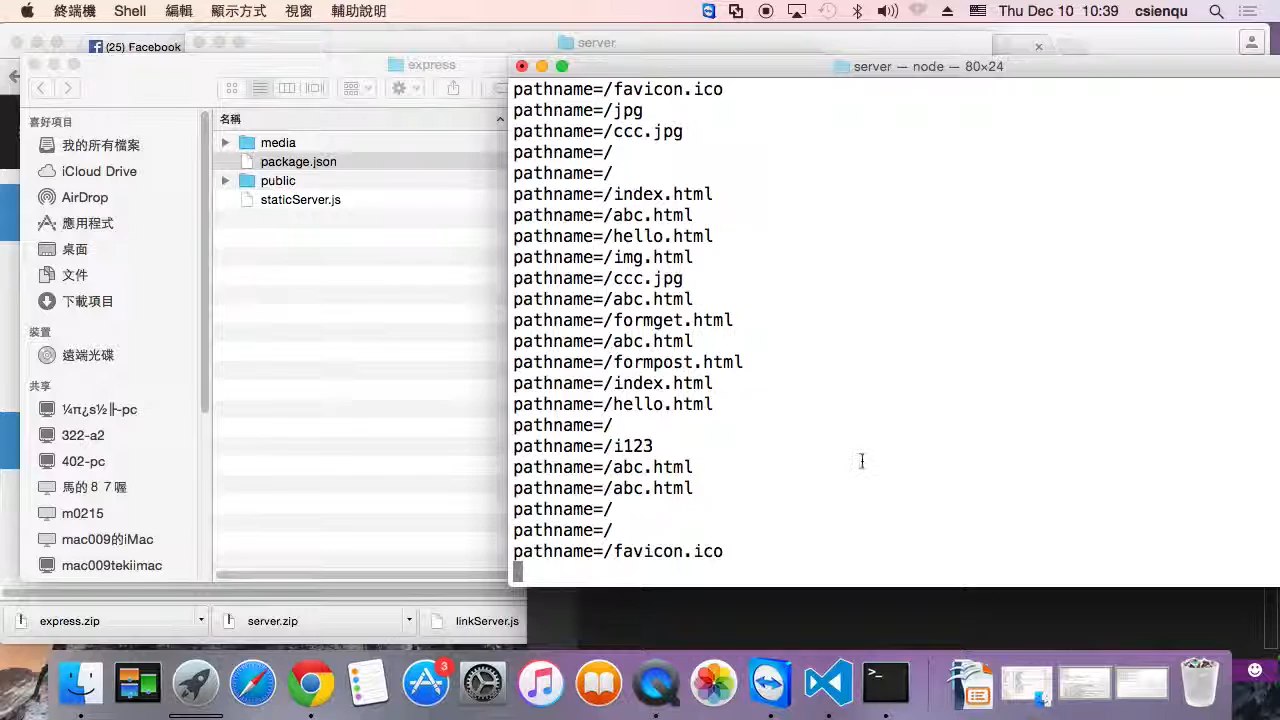 終端機 Shell 編輯 顯示方式 視窗 輔助說明 Thu Dec 10 10:39 csienqu
(25) Facebook
server
express
server — node — 80×24
喜好項目
我的所有檔案
iCloud Drive
AirDrop
應用程式
桌面
文件
下載項目
裝置
遠端光碟
共享
¼π¿s½╟-pc
322-a2
402-pc
馬的８７喔
m0215
mac009的iMac
mac009tekiimac
名稱
media
package.json
public
staticServer.js
pathname=/favicon.ico
pathname=/jpg
pathname=/ccc.jpg
pathname=/
pathname=/
pathname=/index.html
pathname=/abc.html
pathname=/hello.html
pathname=/img.html
pathname=/ccc.jpg
pathname=/abc.html
pathname=/formget.html
pathname=/abc.html
pathname=/formpost.html
pathname=/index.html
pathname=/hello.html
pathname=/
pathname=/i123
pathname=/abc.html
pathname=/abc.html
pathname=/
pathname=/
pathname=/favicon.ico
express.zip
server.zip
linkServer.js
3